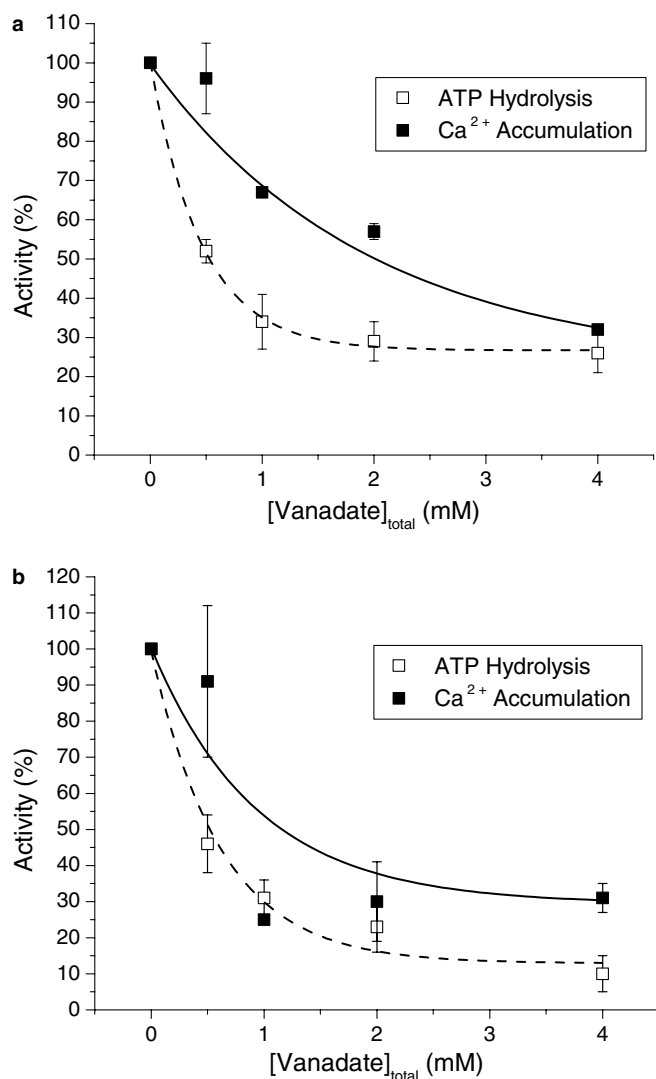 a
110
100
90
80
70
60
50
40
30
20
10
0
Activity (%)
ATP Hydrolysis
Ca²⁺ Accumulation
0 1 2 3 4
[Vanadate]total (mM)
b
120
110
100
90
80
70
60
50
40
30
20
10
0
Activity (%)
ATP Hydrolysis
Ca²⁺ Accumulation
0 1 2 3 4
[Vanadate]total (mM)